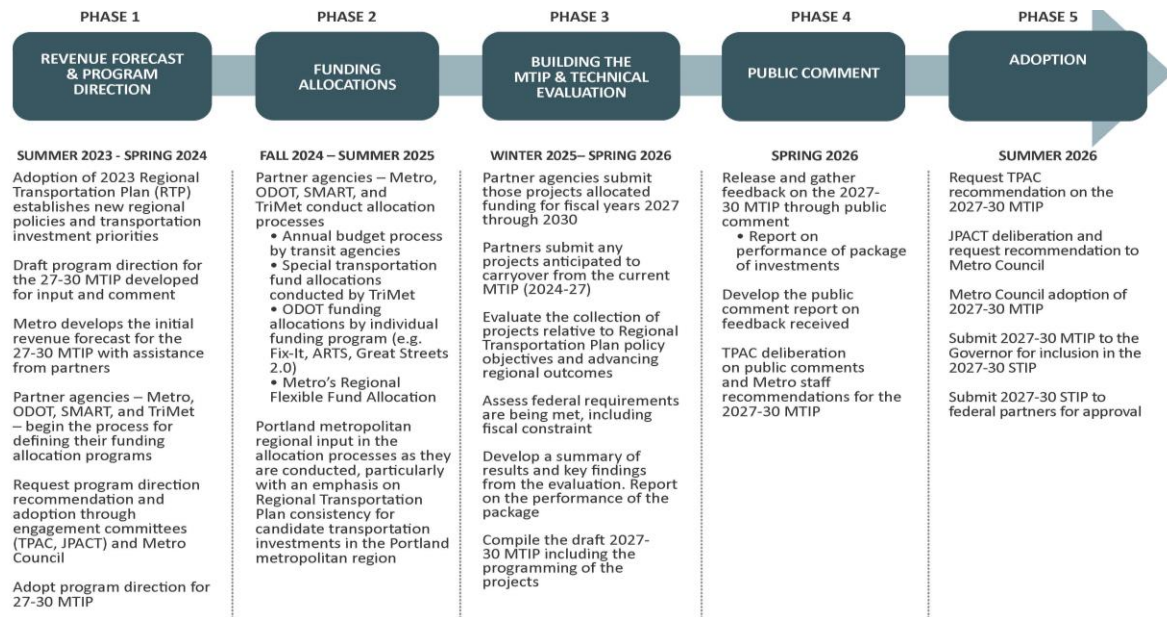 PHASE 1
REVENUE FORECAST
& PROGRAM
DIRECTION
SUMMER 2023 - SPRING 2024
Adoption of 2023 Regional
Transportation Plan (RTP)
establishes new regional
policies and transportation
investment priorities
Draft program direction for
the 27-30 MTIP developed
for input and comment
Metro develops the initial
revenue forecast for the
27-30 MTIP with assistance
from partners
Partner agencies – Metro,
ODOT, SMART, and TriMet
– begin the process for
defining their funding
allocation programs
Request program direction
recommendation and
adoption through
engagement committees
(TPAC, JPACT) and Metro
Council
Adopt program direction for
27-30 MTIP
PHASE 2
FUNDING
ALLOCATIONS
FALL 2024 – SUMMER 2025
Partner agencies – Metro,
ODOT, SMART, and
TriMet conduct allocation
processes
• Annual budget process
by transit agencies
• Special transportation
fund allocations
conducted by TriMet
• ODOT funding
allocations by individual
funding program (e.g.
Fix-It, ARTS, Great Streets
2.0)
• Metro's Regional
Flexible Fund Allocation
Portland metropolitan
regional input in the
allocation processes as
they are conducted,
particularly with an emphasis on
Regional Transportation
Plan consistency for
candidate transportation
investments in the Portland
metropolitan region
PHASE 3
BUILDING THE
MTIP & TECHNICAL
EVALUATION
WINTER 2025– SPRING 2026
Partner agencies submit
those projects allocated
funding for fiscal years 2027
through 2030
Partners submit any
projects anticipated to
carryover from the current
MTIP (2024-27)
Evaluate the collection of
projects relative to Regional
Transportation Plan policy
objectives and advancing
regional outcomes
Assess federal requirements
are being met, including
fiscal constraint
Develop a summary of
results and key findings
from the evaluation. Report
on the performance of the
package
Compile the draft 2027-
30 MTIP including the
programming of the
projects
PHASE 4
PUBLIC COMMENT
SPRING 2026
Release and gather
feedback on the 2027-
30 MTIP through public
comment
• Report on
performance of package
of investments
Develop the public
comment report on
feedback received
TPAC deliberation
on public comments
and Metro staff
recommendations for the
2027-30 MTIP
PHASE 5
ADOPTION
SUMMER 2026
Request TPAC
recommendation on the
2027-30 MTIP
JPACT deliberation and
request recommendation to
Metro Council
Metro Council adoption of
2027-30 MTIP
Submit 2027-30 MTIP to the
Governor for inclusion in the
2027-30 STIP
Submit 2027-30 STIP to
federal partners for approval